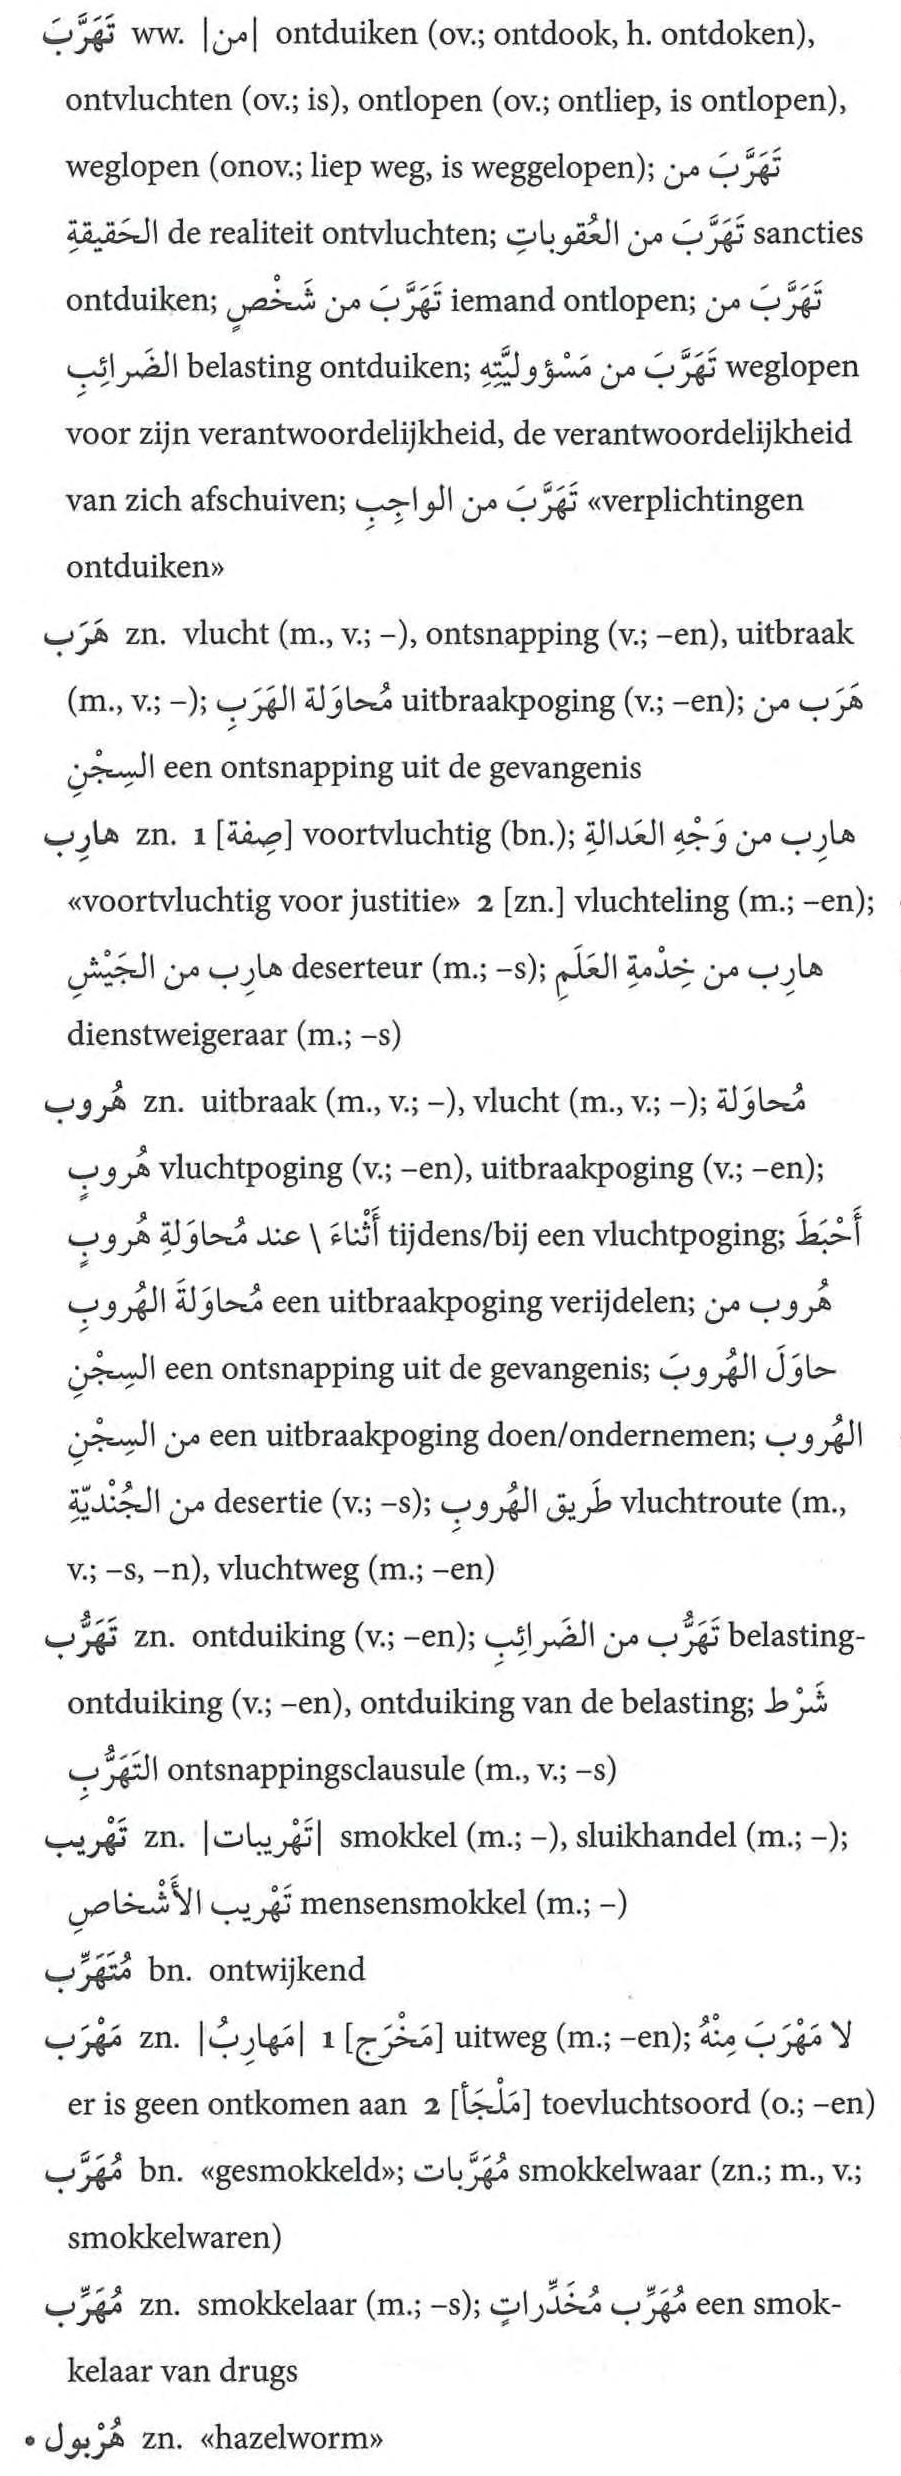 تَهَرَّبَ ww. |من| ontduiken (ov.; ontdook, h. ontdoken),
ontvluchten (ov.; is), ontlopen (ov.; ontliep, is ontlopen),
weglopen (onov.; liep weg, is weggelopen); تَهَرَّبَ من
الحَقيقةِ de realiteit ontvluchten; تَهَرَّبَ من العُقوباتِ sancties
ontduiken; تَهَرَّبَ من شَخْصٍ iemand ontlopen; تَهَرَّبَ من
الضَرائِبِ belasting ontduiken; تَهَرَّبَ من مَسْؤوليَّتِهِ weglopen
voor zijn verantwoordelijkheid, de verantwoordelijkheid
van zich afschuiven; تَهَرَّبَ من الواجِبِ «verplichtingen
ontduiken»
هَرَب zn. vlucht (m., v.; –), ontsnapping (v.; –en), uitbraak
(m., v.; –); مُحاوَلة الهَرَبِ uitbraakpoging (v.; –en); هَرَب من
السِجْنِ een ontsnapping uit de gevangenis
هارِب zn. 1 [صِفة] voortvluchtig (bn.); هارِب من وَجْهِ العَدالةِ
«voortvluchtig voor justitie» 2 [zn.] vluchteling (m.; –en);
هارِب من الجَيْشِ deserteur (m.; –s); هارِب من خِدْمةِ العَلَمِ
dienstweigeraar (m.; –s)
هُروب zn. uitbraak (m., v.; –), vlucht (m., v.; –); مُحاوَلة
هُروبٍ vluchtpoging (v.; –en), uitbraakpoging (v.; –en);
أَثْناءَ \ عند مُحاوَلةِ هُروبٍ tijdens/bij een vluchtpoging; أَحْبَطَ
مُحاوَلةَ الهُروبِ een uitbraakpoging verijdelen; هُروب من
السِجْنِ een ontsnapping uit de gevangenis; حاوَلَ الهُروبَ
من السِجْنِ een uitbraakpoging doen/ondernemen; الهُروب
من الجُنْديّةِ desertie (v.; –s); طَريق الهُروبِ vluchtroute (m.,
v.; –s, –n), vluchtweg (m.; –en)
تَهَرُّب zn. ontduiking (v.; –en); تَهَرُّب من الضَرائِبِ belasting-
ontduiking (v.; –en), ontduiking van de belasting; شَرْط
التَهَرُّبِ ontsnappingsclausule (m., v.; –s)
تَهْريب zn. |تَهْريبات| smokkel (m.; –), sluikhandel (m.; –);
تَهْريب الأَشْخاصِ mensensmokkel (m.; –)
مُتَهَرِّب bn. ontwijkend
مَهْرَب zn. |مَهارِبُ| 1 [مَخْرَج] uitweg (m.; –en); لا مَهْرَبَ مِنْهُ
er is geen ontkomen aan 2 [مَلْجَأ] toevluchtsoord (o.; –en)
مُهَرَّب bn. «gesmokkeld»; مُهَرَّبات smokkelwaar (zn.; m., v.;
smokkelwaren)
مُهَرِّب zn. smokkelaar (m.; –s); مُهَرِّب مُخَدِّراتٍ een smok-
kelaar van drugs
• هُرْبول zn. «hazelworm»